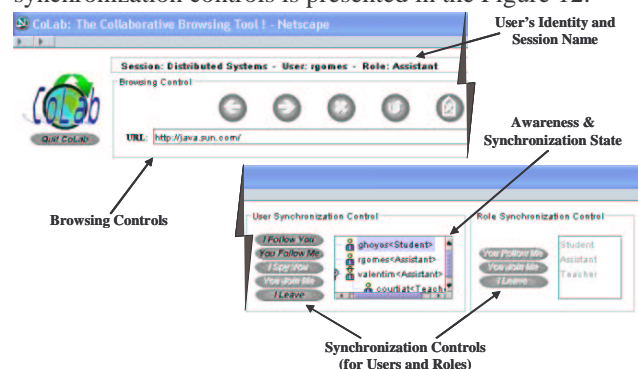 synchronization controls is presented in the Figure 12.
CoLab: The Collaborative Browsing Tool ! - Netscape
User's Identity and
Session Name
Session: Distributed Systems - User: rgomes - Role: Assistant
Browsing Control
CoLab
Quit CoLab
URL: http://java.sun.com/
Awareness &
Synchronization State
Browsing Controls
User Synchronization Control
I Follow You
You Follow Me
I Spy You
You Join Me
I Leave
ghoyos<Student>
rgomes<Assistant>
valentim<Assistant>
courtiat<Teach
Role Synchronization Control
You Follow Me
You Join Me
I Leave
Student
Assistant
Teacher
Synchronization Controls
(for Users and Roles)